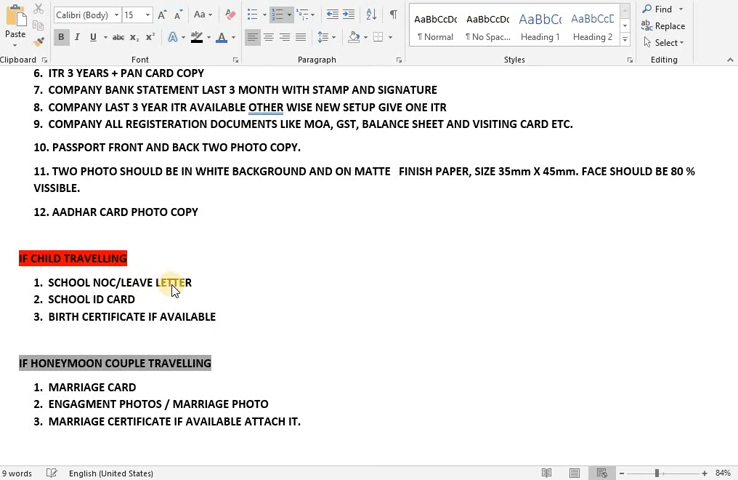 Calibri (Body) 15 A A Aa
Paste
B I U abc x₂ x² A A
Clipboard Font Paragraph Styles Editing
AaBbCcDc AaBbCcDc AaBbCc AaBbCcD
¶ Normal ¶ No Spac... Heading 1 Heading 2
Find
Replace
Select
6. ITR 3 YEARS + PAN CARD COPY
7. COMPANY BANK STATEMENT LAST 3 MONTH WITH STAMP AND SIGNATURE
8. COMPANY LAST 3 YEAR ITR AVAILABLE OTHER WISE NEW SETUP GIVE ONE ITR
9. COMPANY ALL REGISTERATION DOCUMENTS LIKE MOA, GST, BALANCE SHEET AND VISITING CARD ETC.
10. PASSPORT FRONT AND BACK TWO PHOTO COPY.
11. TWO PHOTO SHOULD BE IN WHITE BACKGROUND AND ON MATTE FINISH PAPER, SIZE 35mm X 45mm. FACE SHOULD BE 80 %
VISSIBLE.
12. AADHAR CARD PHOTO COPY
IF CHILD TRAVELLING
1. SCHOOL NOC/LEAVE LETTER
2. SCHOOL ID CARD
3. BIRTH CERTIFICATE IF AVAILABLE
IF HONEYMOON COUPLE TRAVELLING
1. MARRIAGE CARD
2. ENGAGMENT PHOTOS / MARRIAGE PHOTO
3. MARRIAGE CERTIFICATE IF AVAILABLE ATTACH IT.
9 words English (United States) 84%